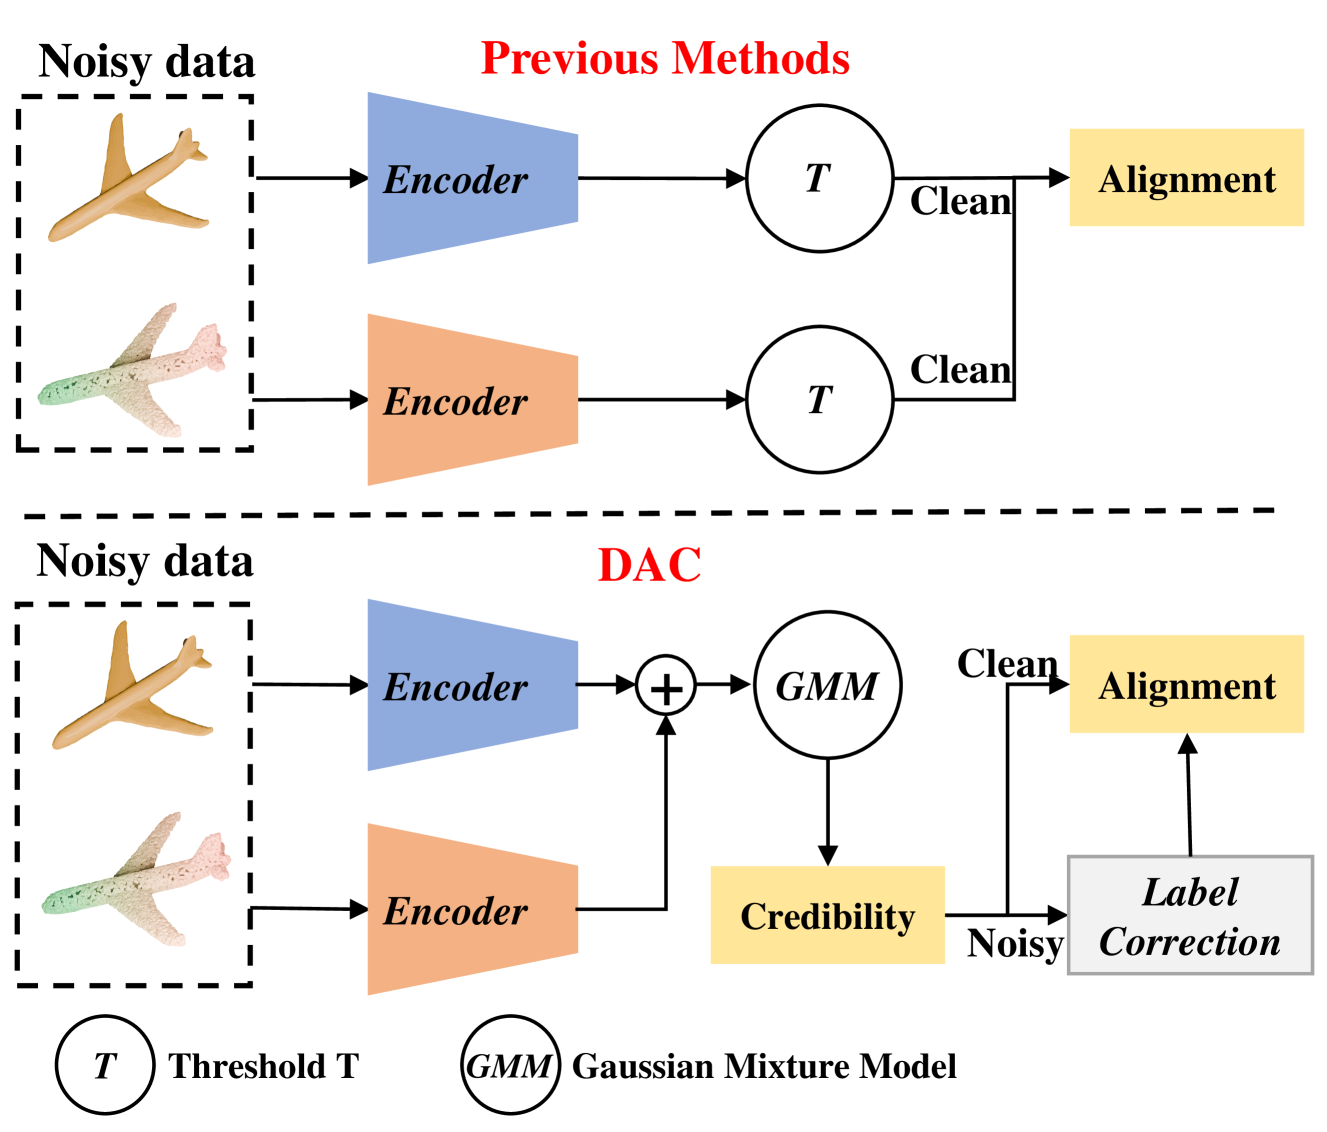 Noisy data
Previous Methods
Encoder
T
Clean
Alignment
Encoder
T
Clean
Noisy data
DAC
Encoder
+
GMM
Clean
Alignment
Encoder
Credibility
Noisy
Label
Correction
T
Threshold T
GMM
Gaussian Mixture Model